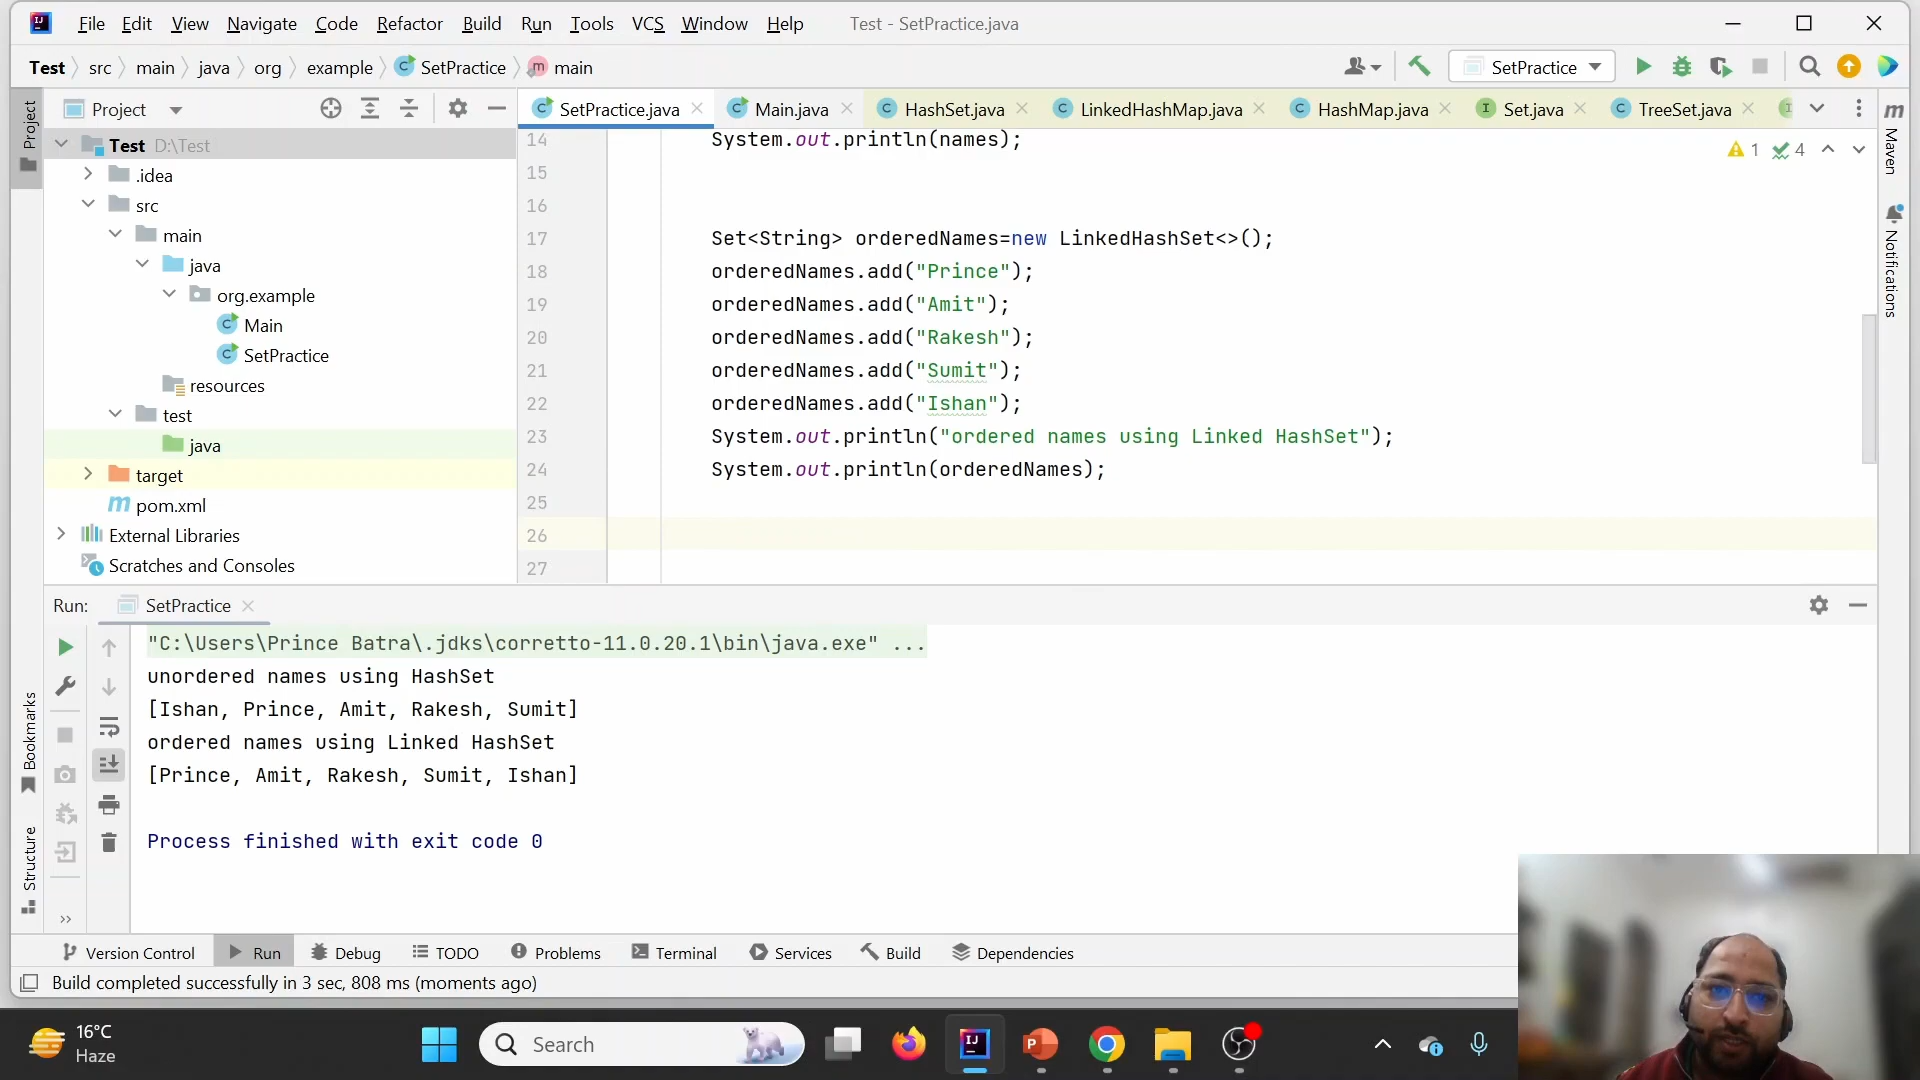 File Edit View Navigate Code Refactor Build Run Tools VCS Window Help Test - SetPractice.java
Test src main java org example SetPractice main SetPractice
Project SetPractice.java Main.java HashSet.java LinkedHashMap.java HashMap.java Set.java TreeSet.java
Project
Maven
Notifications
Bookmarks
Structure
Test D:\Test
.idea
src
main
java
org.example
Main
SetPractice
resources
test
java
target
pom.xml
External Libraries
Scratches and Consoles
1 4
14 System.out.println(names);
15
16
17 Set<String> orderedNames=new LinkedHashSet<>();
18 orderedNames.add("Prince");
19 orderedNames.add("Amit");
20 orderedNames.add("Rakesh");
21 orderedNames.add("Sumit");
22 orderedNames.add("Ishan");
23 System.out.println("ordered names using Linked HashSet");
24 System.out.println(orderedNames);
25
26
27
Run: SetPractice
"C:\Users\Prince Batra\.jdks\corretto-11.0.20.1\bin\java.exe" ...
unordered names using HashSet
[Ishan, Prince, Amit, Rakesh, Sumit]
ordered names using Linked HashSet
[Prince, Amit, Rakesh, Sumit, Ishan]
Process finished with exit code 0
Version Control Run Debug TODO Problems Terminal Services Build Dependencies
Build completed successfully in 3 sec, 808 ms (moments ago)
16°C
Haze
Search